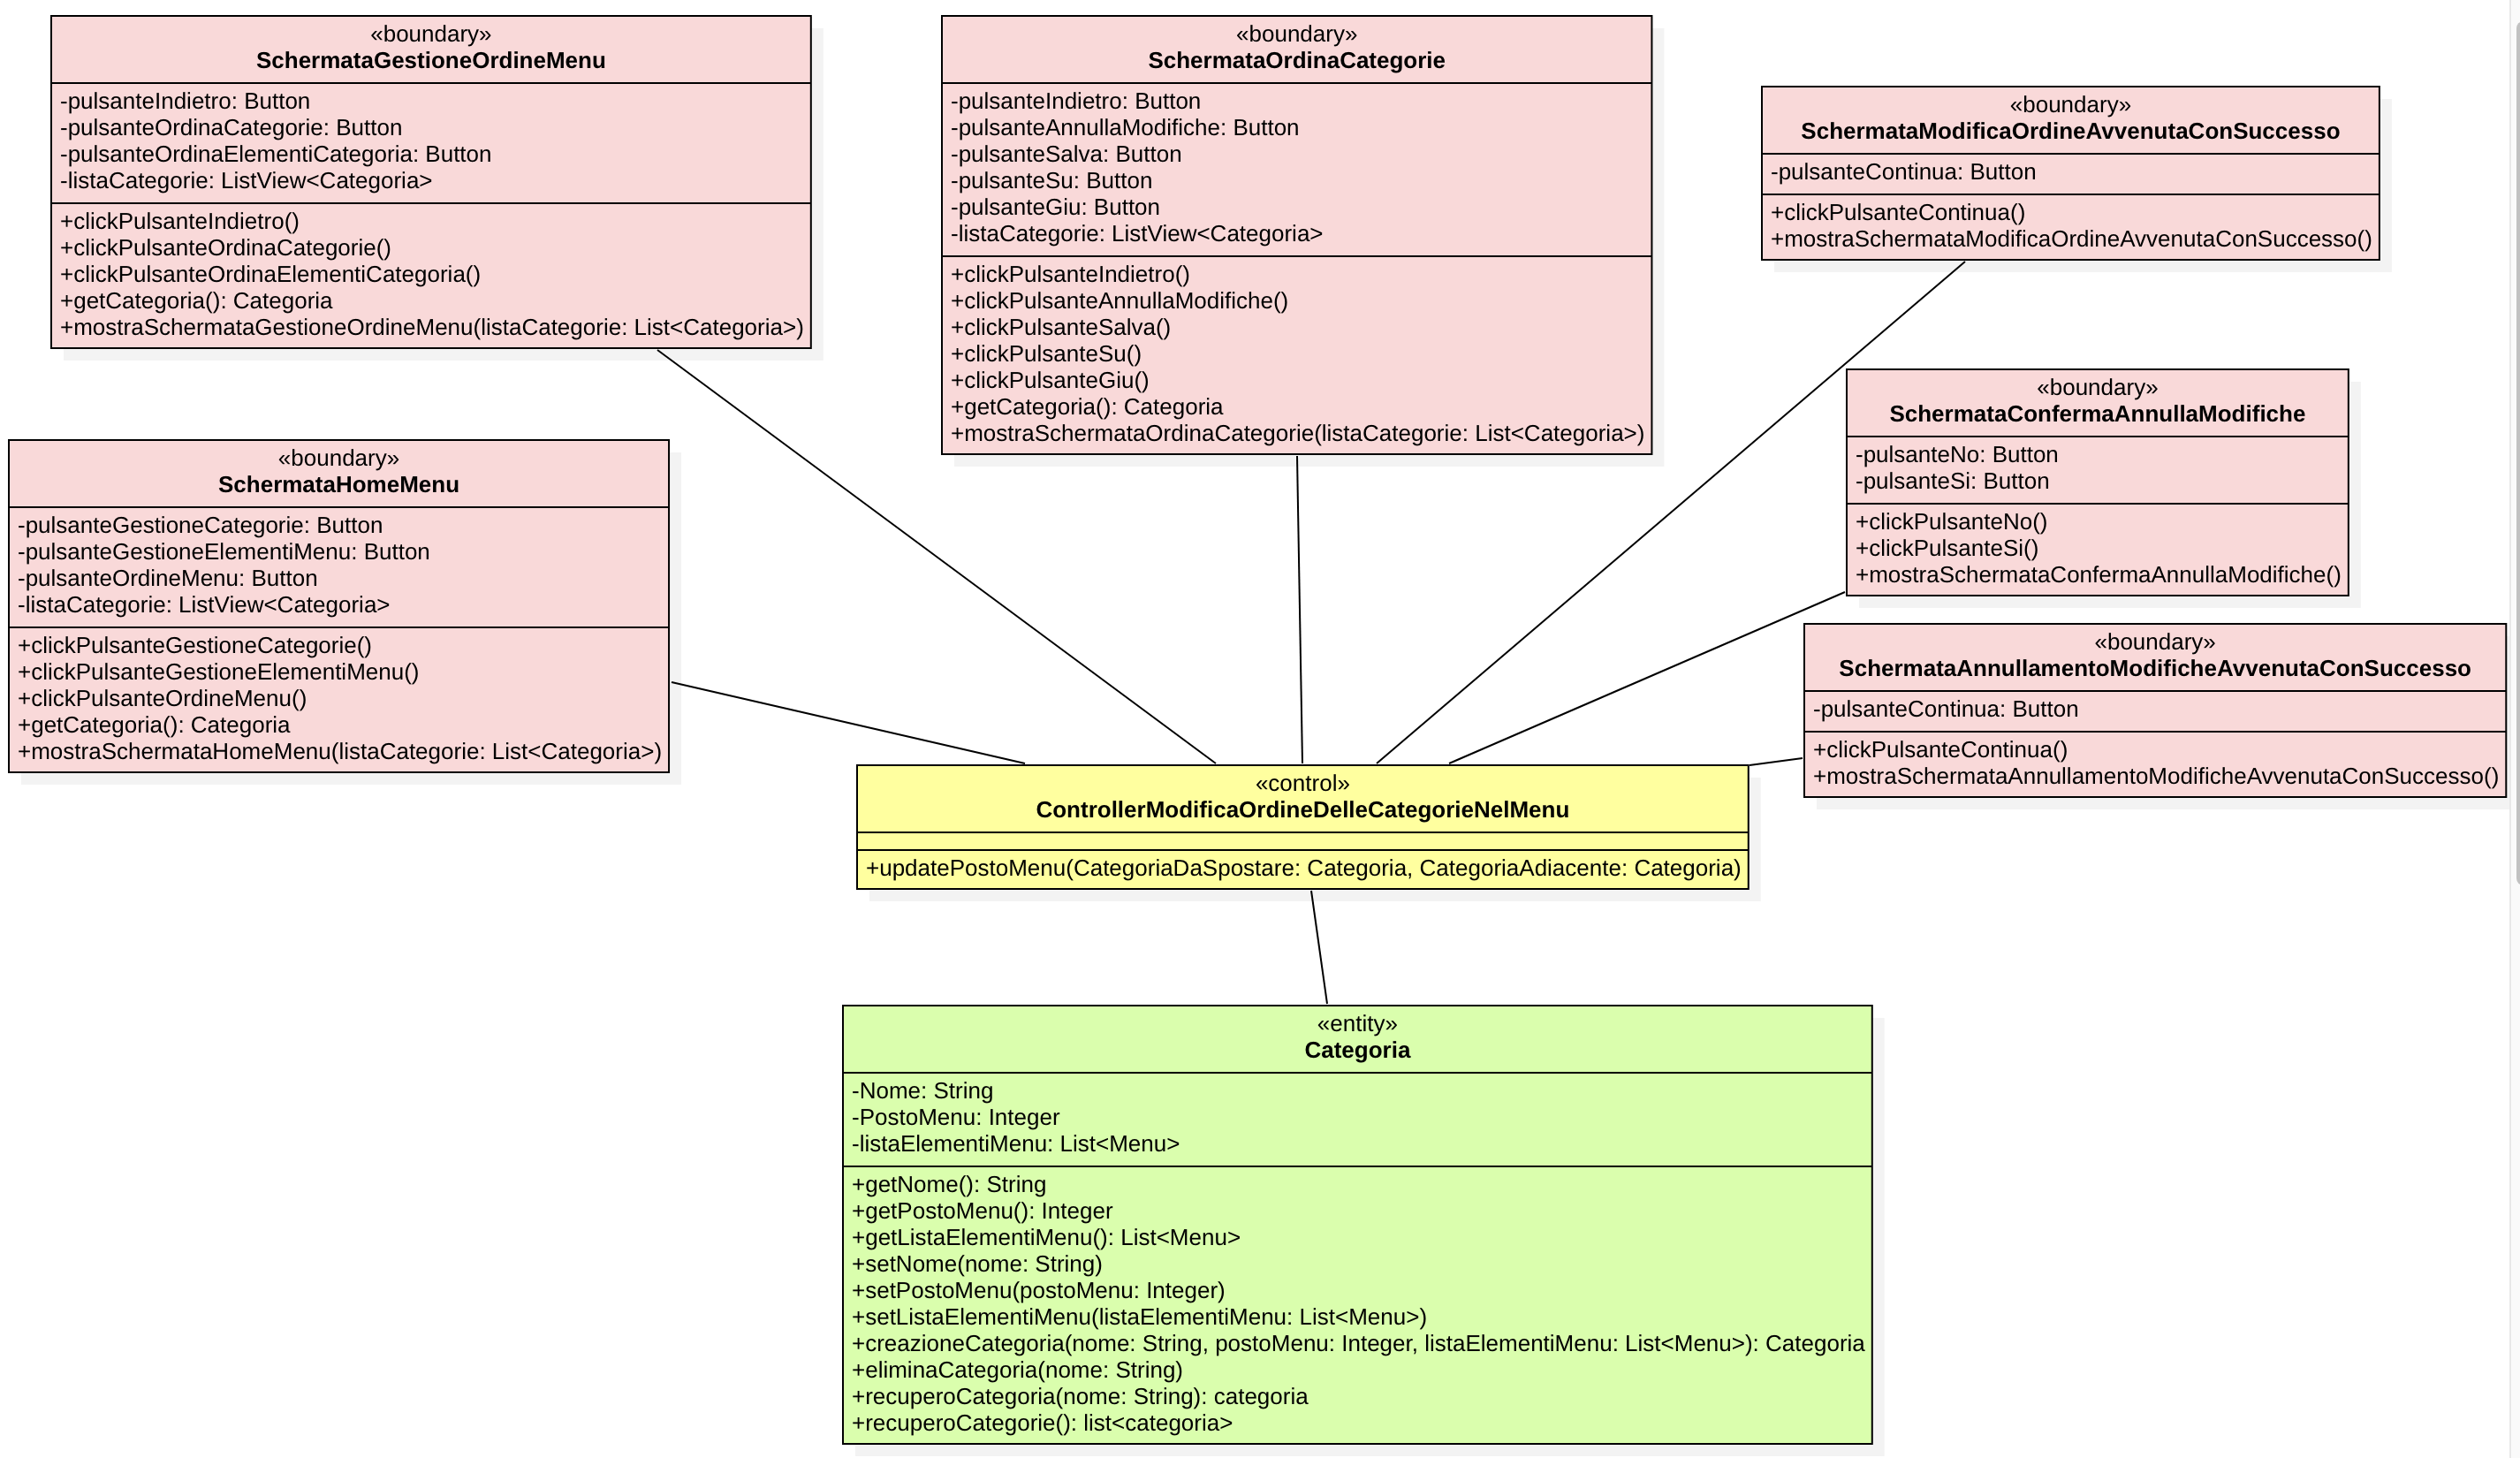 «boundary»
SchermataGestioneOrdineMenu
-pulsanteIndietro: Button
-pulsanteOrdinaCategorie: Button
-pulsanteOrdinaElementiCategoria: Button
-listaCategorie: ListView<Categoria>
+clickPulsanteIndietro()
+clickPulsanteOrdinaCategorie()
+clickPulsanteOrdinaElementiCategoria()
+getCategoria(): Categoria
+mostraSchermataGestioneOrdineMenu(listaCategorie: List<Categoria>)
«boundary»
SchermataOrdinaCategorie
-pulsanteIndietro: Button
-pulsanteAnnullaModifiche: Button
-pulsanteSalva: Button
-pulsanteSu: Button
-pulsanteGiu: Button
-listaCategorie: ListView<Categoria>
+clickPulsanteIndietro()
+clickPulsanteAnnullaModifiche()
+clickPulsanteSalva()
+clickPulsanteSu()
+clickPulsanteGiu()
+getCategoria(): Categoria
+mostraSchermataOrdinaCategorie(listaCategorie: List<Categoria>)
«boundary»
SchermataModificaOrdineAvvenutaConSuccesso
-pulsanteContinua: Button
+clickPulsanteContinua()
+mostraSchermataModificaOrdineAvvenutaConSuccesso()
«boundary»
SchermataConfermaAnnullaModifiche
-pulsanteNo: Button
-pulsanteSi: Button
+clickPulsanteNo()
+clickPulsanteSi()
+mostraSchermataConfermaAnnullaModifiche()
«boundary»
SchermataHomeMenu
-pulsanteGestioneCategorie: Button
-pulsanteGestioneElementiMenu: Button
-pulsanteOrdineMenu: Button
-listaCategorie: ListView<Categoria>
+clickPulsanteGestioneCategorie()
+clickPulsanteGestioneElementiMenu()
+clickPulsanteOrdineMenu()
+getCategoria(): Categoria
+mostraSchermataHomeMenu(listaCategorie: List<Categoria>)
«boundary»
SchermataAnnullamentoModificheAvvenutaConSuccesso
-pulsanteContinua: Button
+clickPulsanteContinua()
+mostraSchermataAnnullamentoModificheAvvenutaConSuccesso()
«control»
ControllerModificaOrdineDelleCategorieNelMenu
+updatePostoMenu(CategoriaDaSpostare: Categoria, CategoriaAdiacente: Categoria)
«entity»
Categoria
-Nome: String
-PostoMenu: Integer
-listaElementiMenu: List<Menu>
+getNome(): String
+getPostoMenu(): Integer
+getListaElementiMenu(): List<Menu>
+setNome(nome: String)
+setPostoMenu(postoMenu: Integer)
+setListaElementiMenu(listaElementiMenu: List<Menu>)
+creazioneCategoria(nome: String, postoMenu: Integer, listaElementiMenu: List<Menu>): Categoria
+eliminaCategoria(nome: String)
+recuperoCategoria(nome: String): categoria
+recuperoCategorie(): list<categoria>